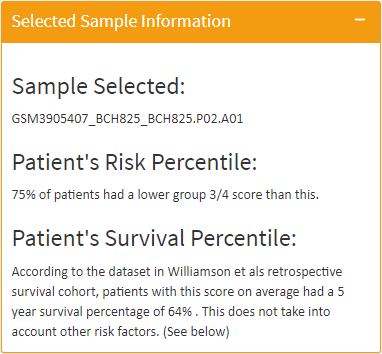 Selected Sample Information
Sample Selected:
GSM3905407_BCH825_BCH825.P02.A01
Patient's Risk Percentile:
75% of patients had a lower group 3/4 score than this.
Patient's Survival Percentile:
According to the dataset in Williamson et als retrospective
survival cohort, patients with this score on average had a 5
year survival percentage of 64% . This does not take into
account other risk factors. (See below)